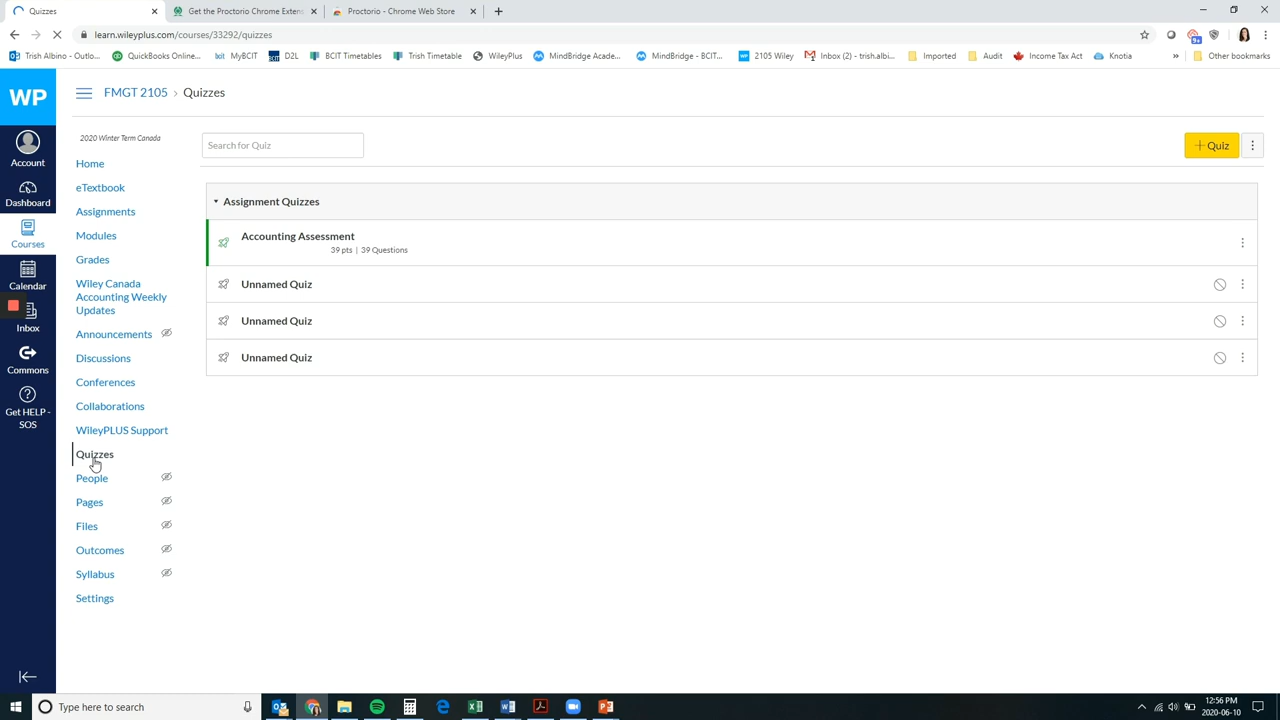 Quizzes
Get the Proctorio Chrome Exten
Proctorio - Chrome Web Store
learn.wileyplus.com/courses/33292/quizzes
Trish Albino - Outlo...
QuickBooks Online...
bcit MyBCIT
D2L
BCIT Timetables
Trish Timetable
WileyPlus
MindBridge Acade...
MindBridge - BCIT...
2105 Wiley
Inbox (2) - trish.albi...
Imported
Audit
Income Tax Act
Knotia
»
Other bookmarks
WP
Account
Dashboard
Courses
Calendar
Inbox
Commons
Get HELP -
SOS
FMGT 2105 › Quizzes
2020 Winter Term Canada
Home
eTextbook
Assignments
Modules
Grades
Wiley Canada
Accounting Weekly
Updates
Announcements
Discussions
Conferences
Collaborations
WileyPLUS Support
Quizzes
People
Pages
Files
Outcomes
Syllabus
Settings
Search for Quiz
+ Quiz
Assignment Quizzes
Accounting Assessment
39 pts | 39 Questions
Unnamed Quiz
Unnamed Quiz
Unnamed Quiz
Type here to search
12:56 PM
2020-06-10